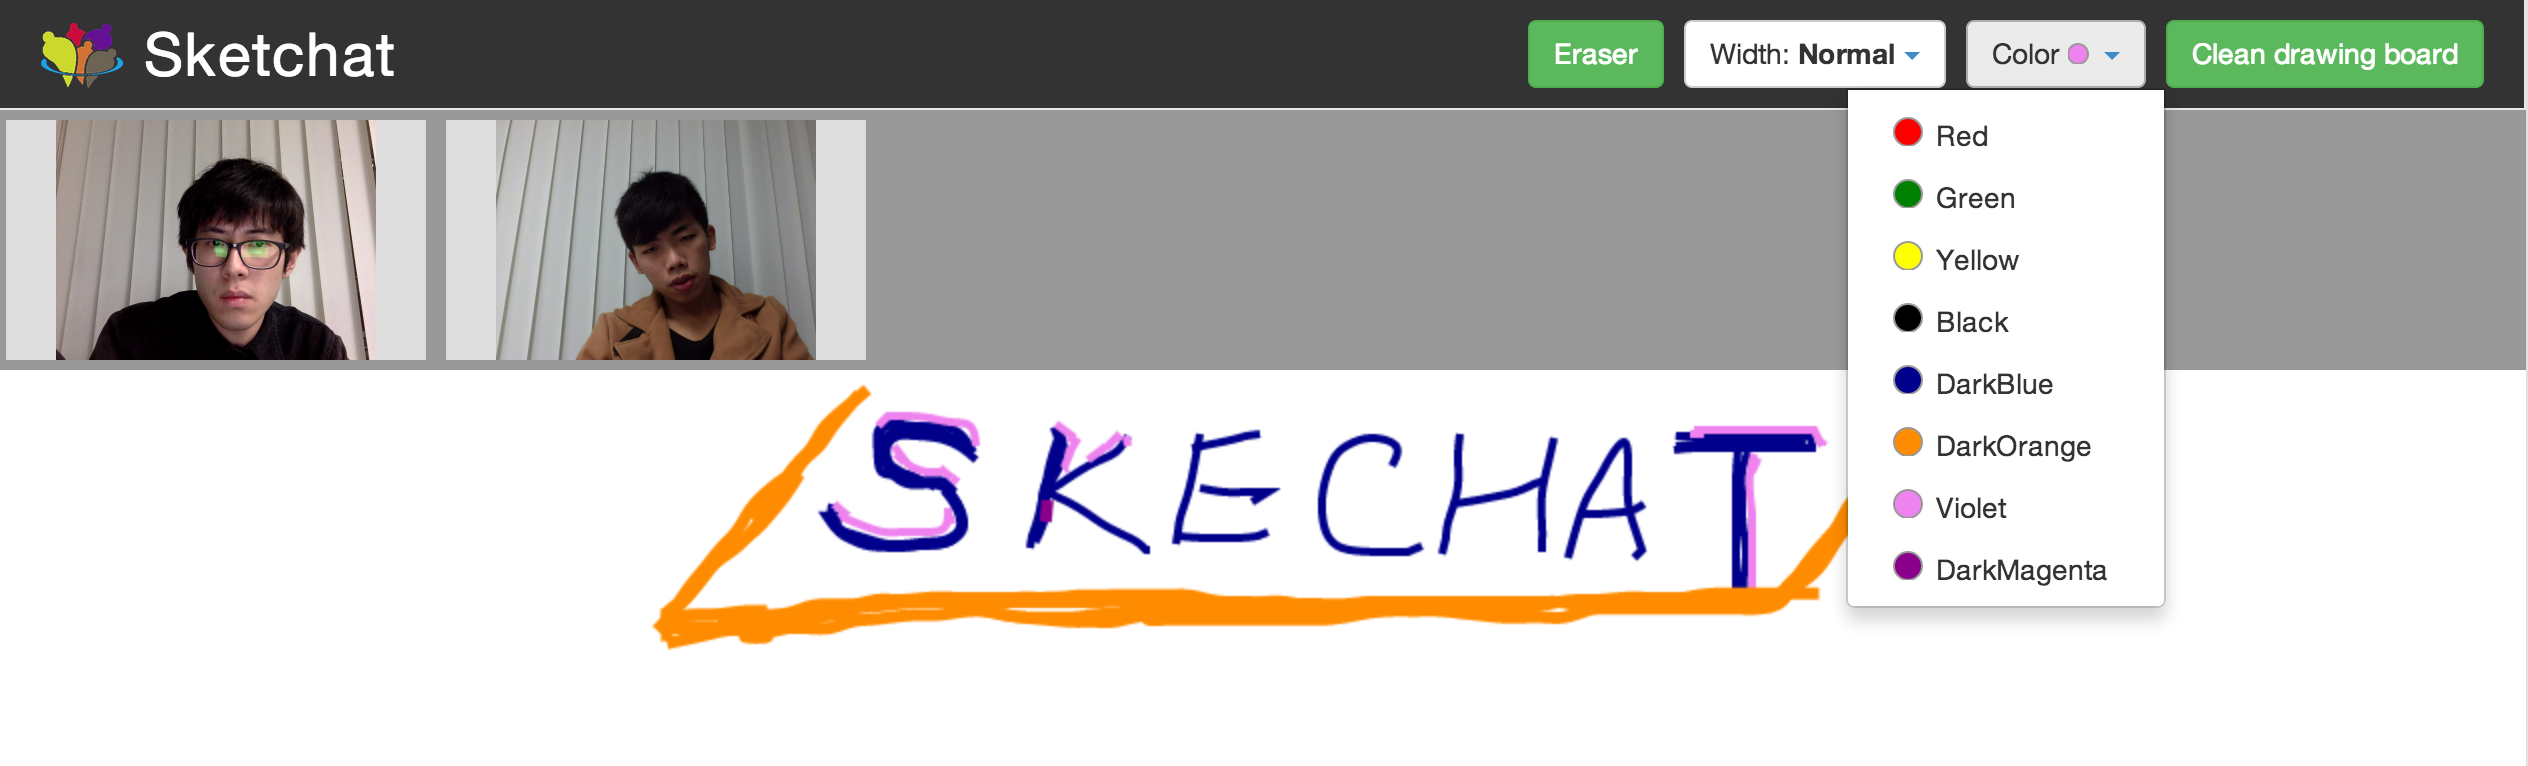 Sketchat
Eraser
Width: Normal
Color
Clean drawing board
Red
Green
Yellow
Black
DarkBlue
DarkOrange
Violet
DarkMagenta
SKECHAT